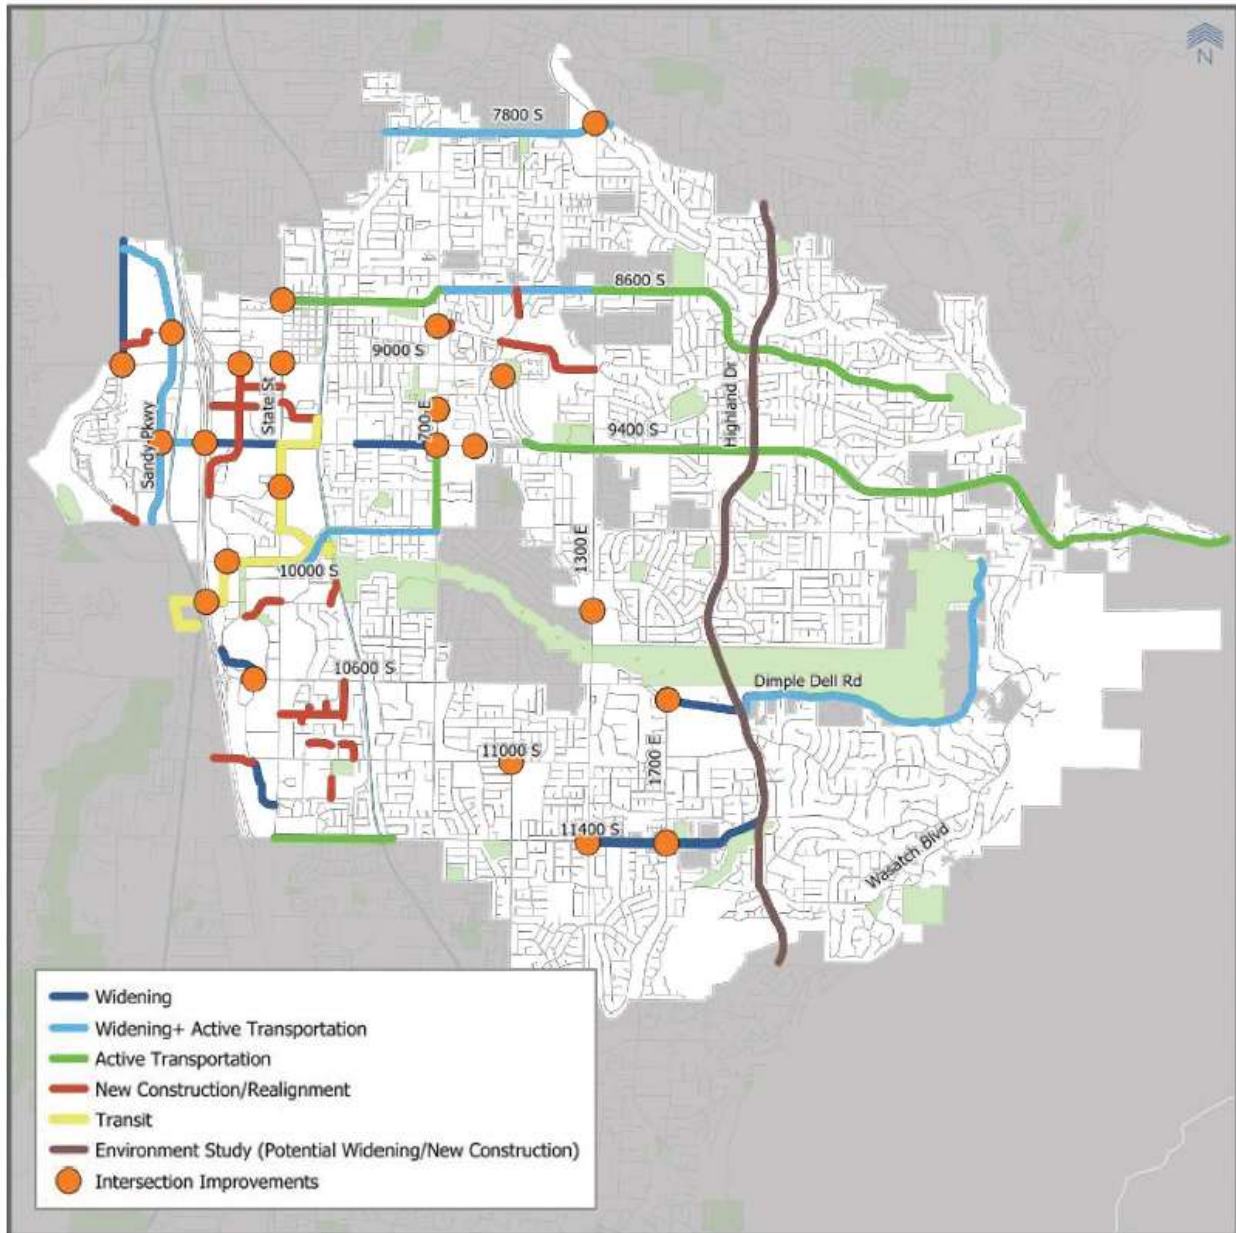 N
7800 S
8600 S
9000 S
State St
700 E
Highland Dr
9400 S
Sandy Pkwy
1300 E
10000 S
10600 S
Dimple Dell Rd
11000 S
1700 E
11400 S
Wasatch Blvd
Widening
Widening+ Active Transportation
Active Transportation
New Construction/Realignment
Transit
Environment Study (Potential Widening/New Construction)
Intersection Improvements